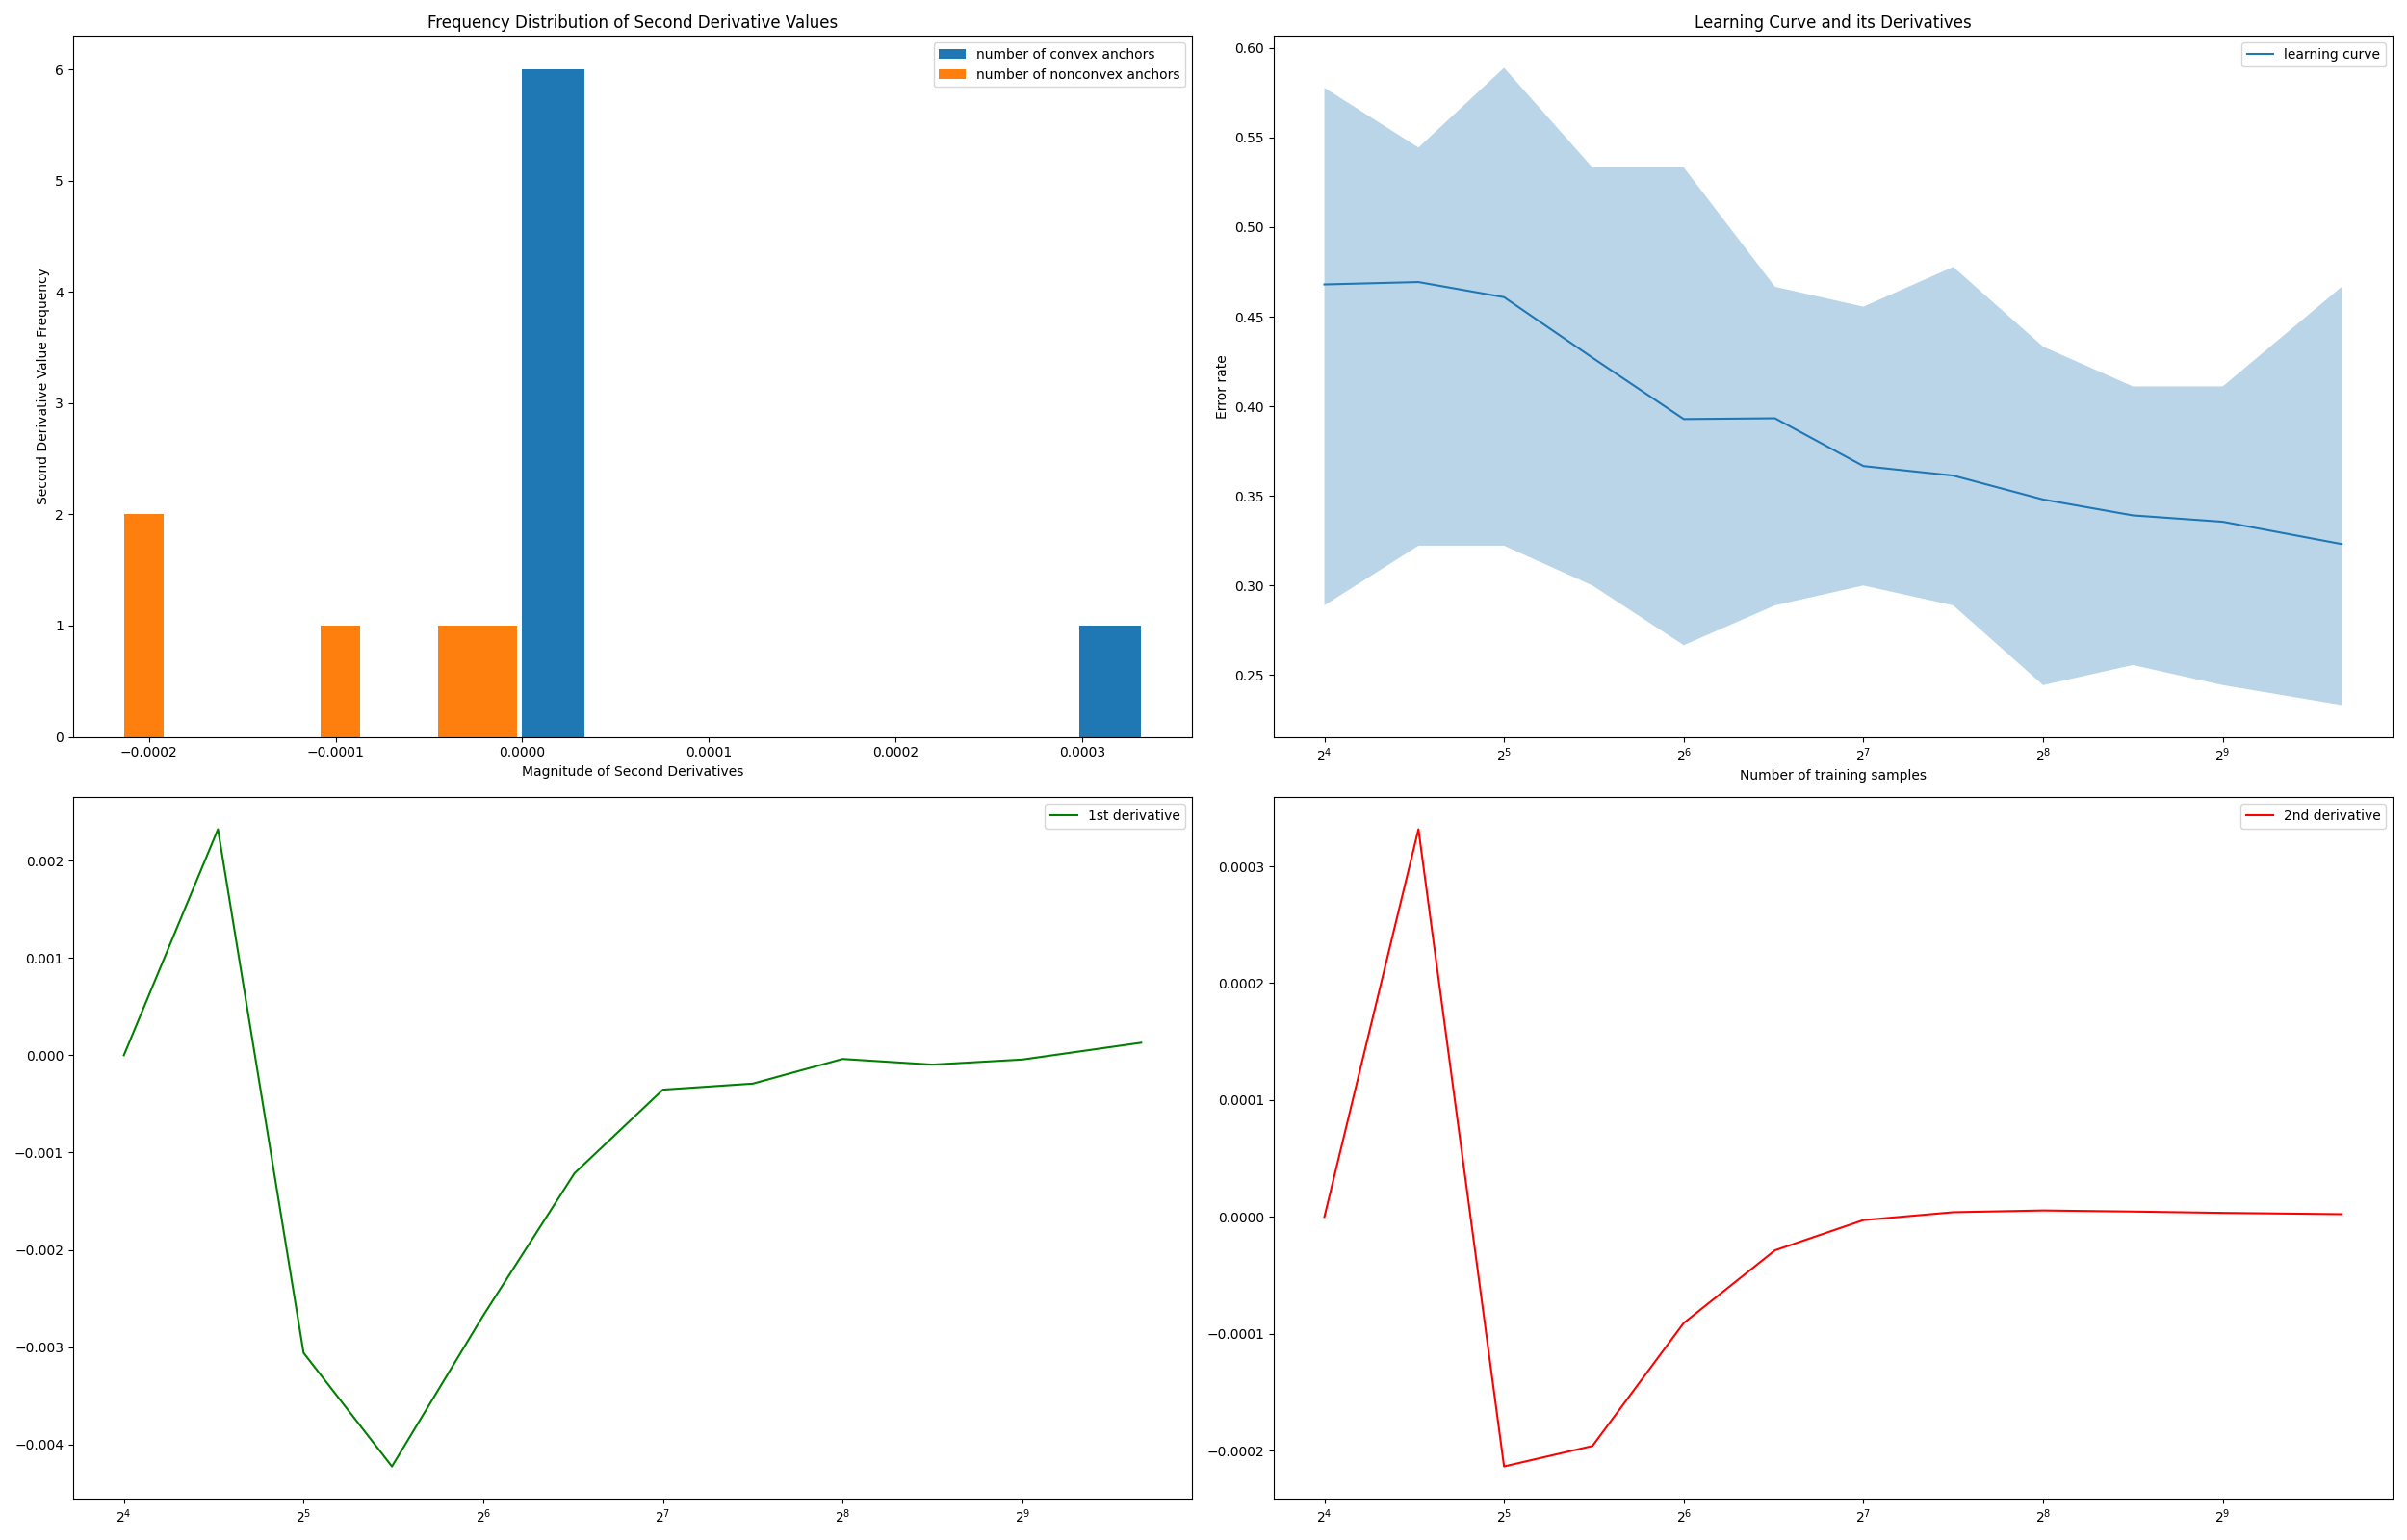 Frequency Distribution of Second Derivative Values
number of convex anchors
number of nonconvex anchors
Second Derivative Value Frequency
6
5
4
3
2
1
0
−0.0002 −0.0001 0.0000 0.0001 0.0002 0.0003
Magnitude of Second Derivatives
Learning Curve and its Derivatives
learning curve
Error rate
0.60
0.55
0.50
0.45
0.40
0.35
0.30
0.25
2⁴ 2⁵ 2⁶ 2⁷ 2⁸ 2⁹
Number of training samples
1st derivative
0.002
0.001
0.000
−0.001
−0.002
−0.003
−0.004
2⁴ 2⁵ 2⁶ 2⁷ 2⁸ 2⁹
2nd derivative
0.0003
0.0002
0.0001
0.0000
−0.0001
−0.0002
2⁴ 2⁵ 2⁶ 2⁷ 2⁸ 2⁹